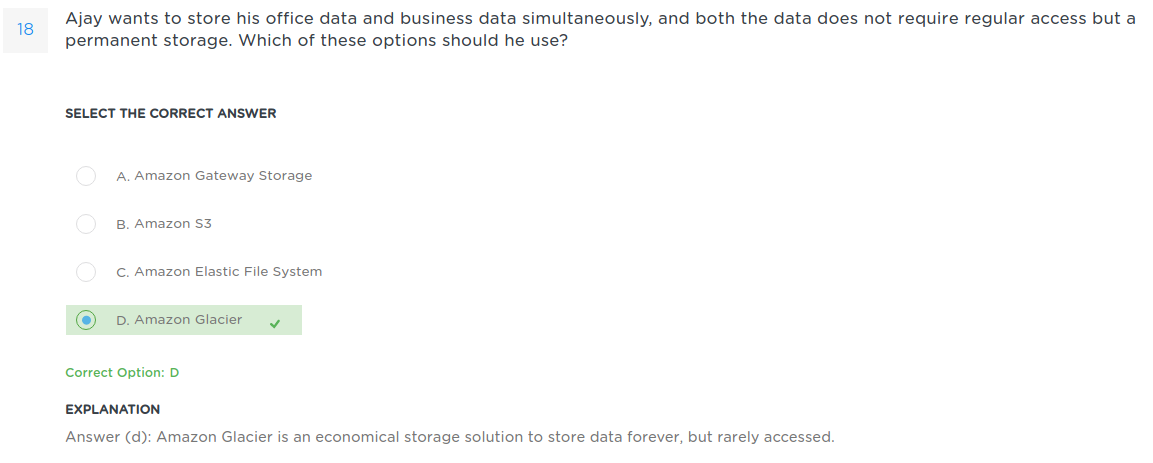 18
Ajay wants to store his office data and business data simultaneously, and both the data does not require regular access but a
permanent storage. Which of these options should he use?
SELECT THE CORRECT ANSWER
A. Amazon Gateway Storage
B. Amazon S3
C. Amazon Elastic File System
D. Amazon Glacier
Correct Option: D
EXPLANATION
Answer (d): Amazon Glacier is an economical storage solution to store data forever, but rarely accessed.